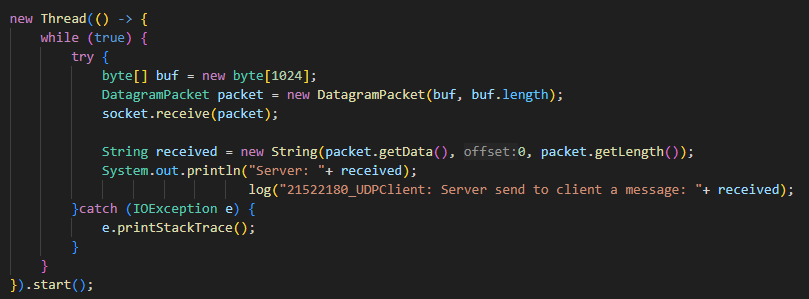 new Thread(() -> {
while (true) {
try {
byte[] buf = new byte[1024];
DatagramPacket packet = new DatagramPacket(buf, buf.length);
socket.receive(packet);
String received = new String(packet.getData(), offset:0, packet.getLength());
System.out.println("Server: "+ received);
log("21522180_UDPClient: Server send to client a message: "+ received);
}catch (IOException e) {
e.printStackTrace();
}
}
}).start();